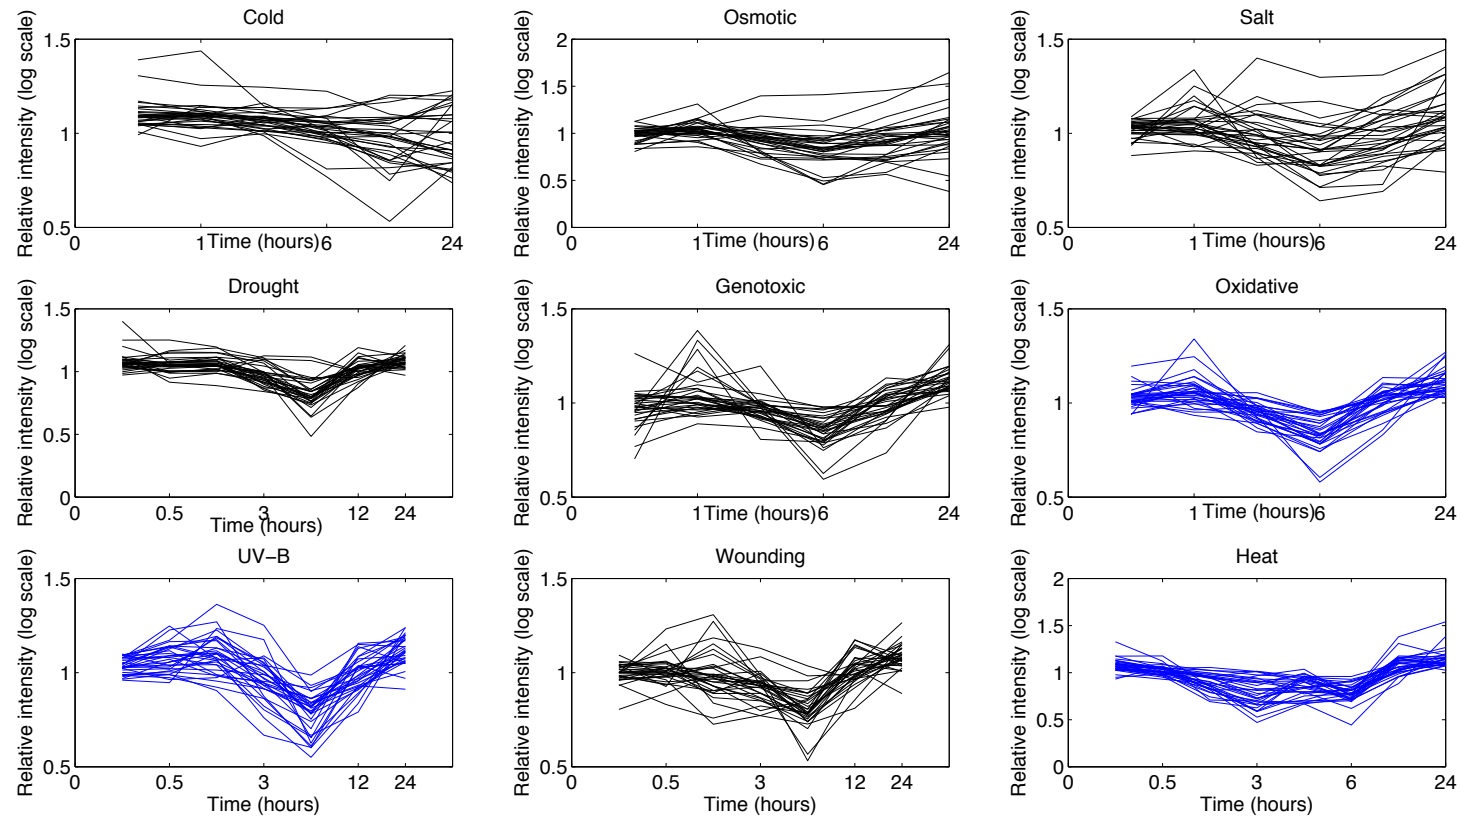 Cold
Relative intensity (log scale)
1.5
1
0.5
0 1 6 24
Time (hours)
Osmotic
Relative intensity (log scale)
2
1.5
1
0.5
0
0 1 6 24
Time (hours)
Salt
Relative intensity (log scale)
1.5
1
0.5
0 1 6 24
Time (hours)
Drought
Relative intensity (log scale)
1.5
1
0.5
0
0 0.5 3 12 24
Time (hours)
Genotoxic
Relative intensity (log scale)
1.5
1
0.5
0 1 6 24
Time (hours)
Oxidative
Relative intensity (log scale)
1.5
1
0.5
0 1 6 24
Time (hours)
UV−B
Relative intensity (log scale)
1.5
1
0.5
0 0.5 3 12 24
Time (hours)
Wounding
Relative intensity (log scale)
1.5
1
0.5
0 0.5 3 12 24
Time (hours)
Heat
Relative intensity (log scale)
2
1.5
1
0.5
0
0 0.5 3 6 24
Time (hours)